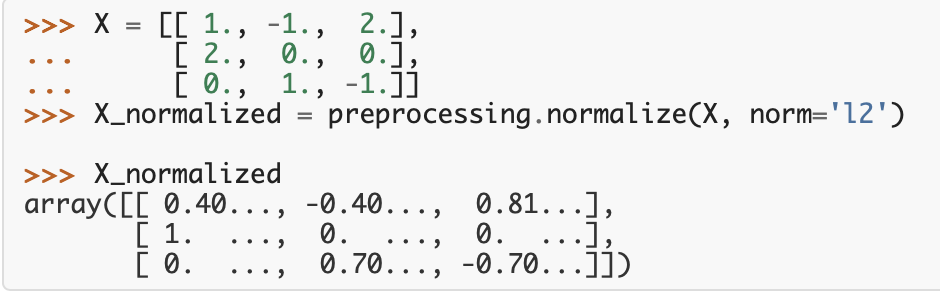 >>> X = [[ 1., -1.,  2.],
...      [ 2.,  0.,  0.],
...      [ 0.,  1., -1.]]
>>> X_normalized = preprocessing.normalize(X, norm='l2')
>>> X_normalized
array([[ 0.40..., -0.40...,  0.81...],
       [ 1.  ...,  0.  ...,  0.  ...],
       [ 0.  ...,  0.70..., -0.70...]])